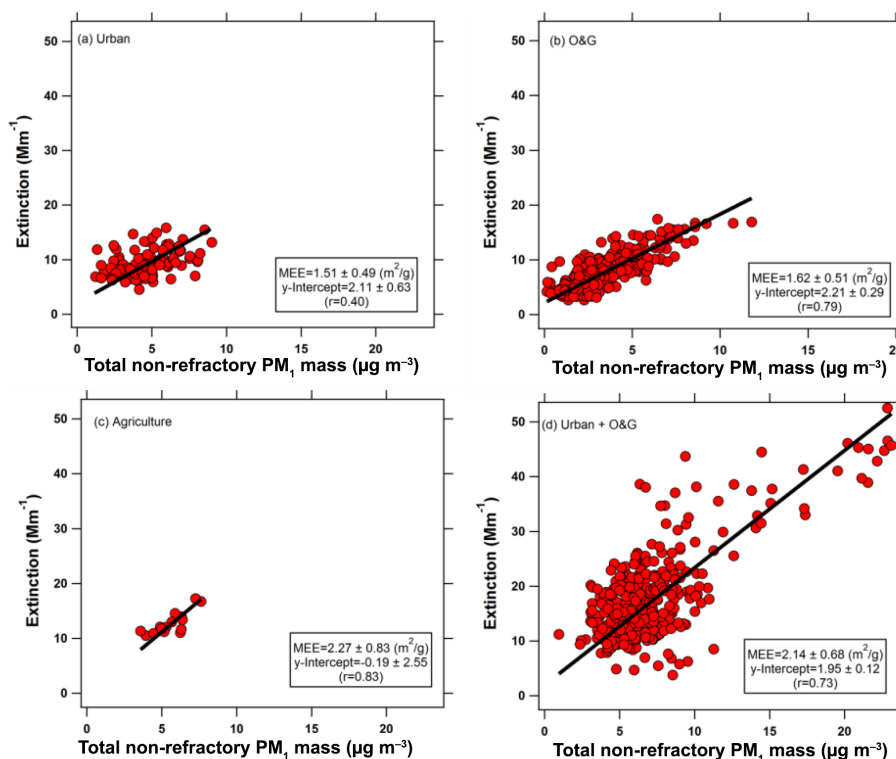 (a) Urban
50
40
30
20
10
0
Extinction (Mm⁻¹)
MEE=1.51 ± 0.49 (m²/g)
y-Intercept=2.11 ± 0.63
(r=0.40)
0 5 10 15 20
Total non-refractory PM₁ mass (µg m⁻³)
(b) O&G
50
40
30
20
10
0
Extinction (Mm⁻¹)
MEE=1.62 ± 0.51 (m²/g)
y-Intercept=2.21 ± 0.29
(r=0.79)
0 5 10 15 20
Total non-refractory PM₁ mass (µg m⁻³)
(c) Agriculture
50
40
30
20
10
0
Extinction (Mm⁻¹)
MEE=2.27 ± 0.83 (m²/g)
y-Intercept=-0.19 ± 2.55
(r=0.83)
0 5 10 15 20
Total non-refractory PM₁ mass (µg m⁻³)
(d) Urban + O&G
50
40
30
20
10
0
Extinction (Mm⁻¹)
MEE=2.14 ± 0.68 (m²/g)
y-Intercept=1.95 ± 0.12
(r=0.73)
0 5 10 15 20
Total non-refractory PM₁ mass (µg m⁻³)